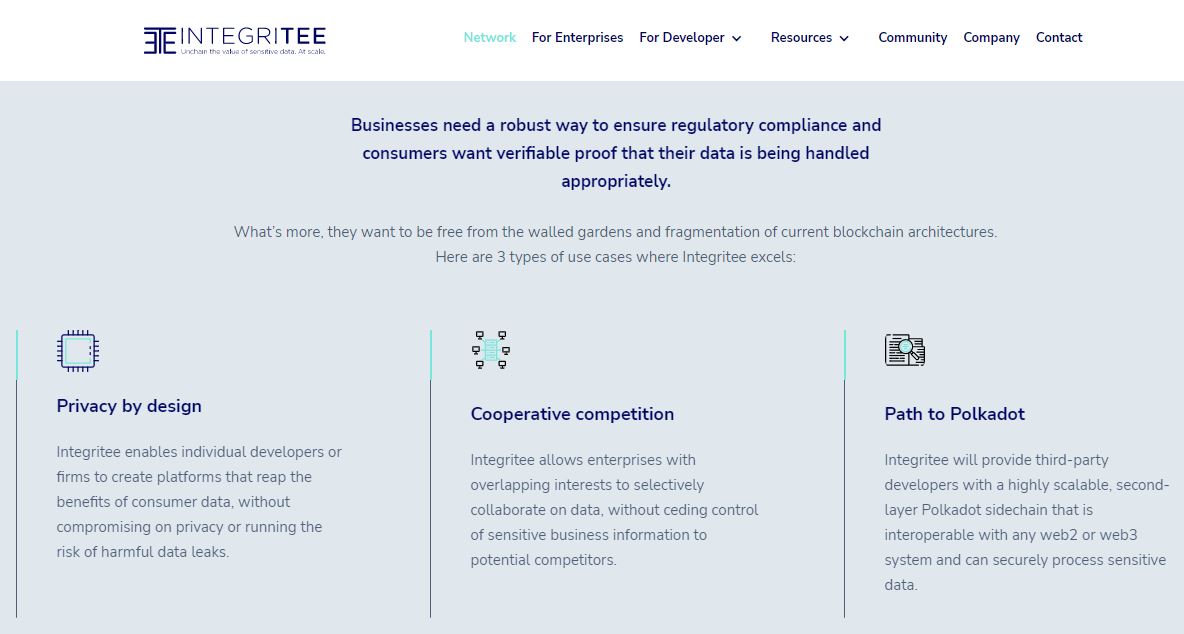 INTEGRITEE
Unchain the value of sensitive data. At scale.
Network For Enterprises For Developer Resources Community Company Contact
Businesses need a robust way to ensure regulatory compliance and
consumers want verifiable proof that their data is being handled
appropriately.
What's more, they want to be free from the walled gardens and fragmentation of current blockchain architectures.
Here are 3 types of use cases where Integritee excels:
Privacy by design
Integritee enables individual developers or
firms to create platforms that reap the
benefits of consumer data, without
compromising on privacy or running the
risk of harmful data leaks.
Cooperative competition
Integritee allows enterprises with
overlapping interests to selectively
collaborate on data, without ceding control
of sensitive business information to
potential competitors.
Path to Polkadot
Integritee will provide third-party
developers with a highly scalable, second-
layer Polkadot sidechain that is
interoperable with any web2 or web3
system and can securely process sensitive
data.